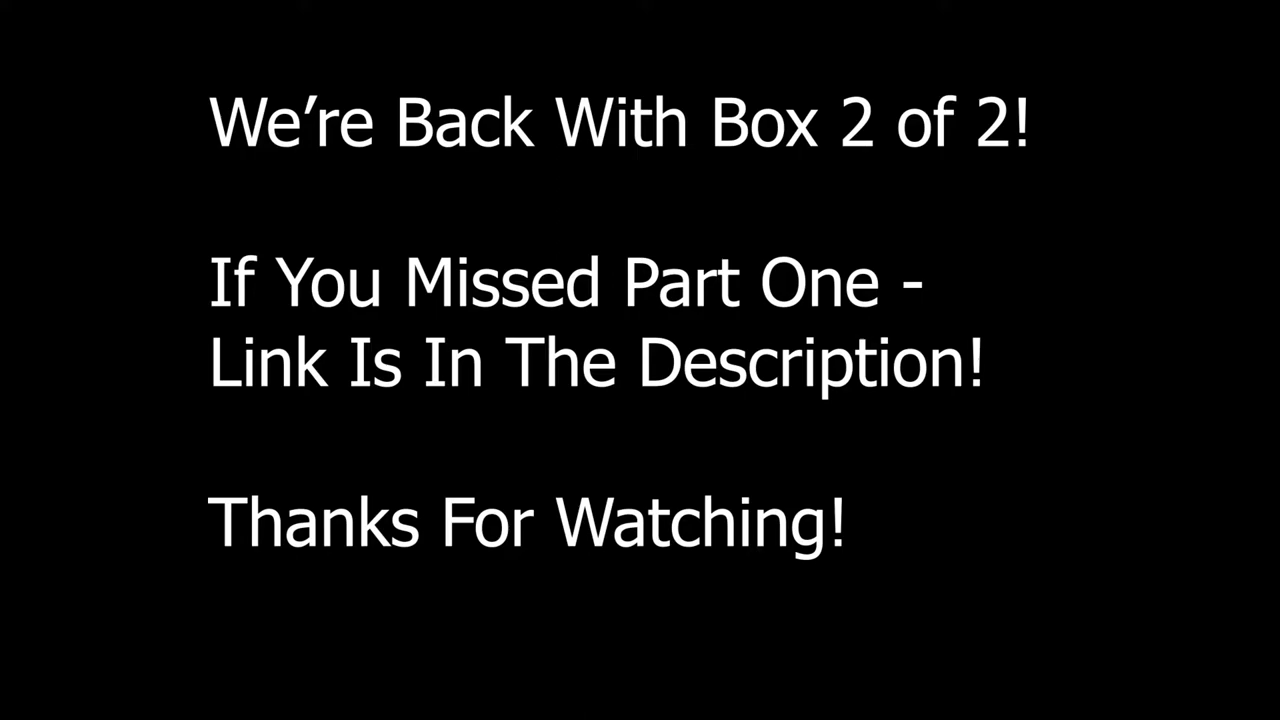 We’re Back With Box 2 of 2!
If You Missed Part One -
Link Is In The Description!
Thanks For Watching!